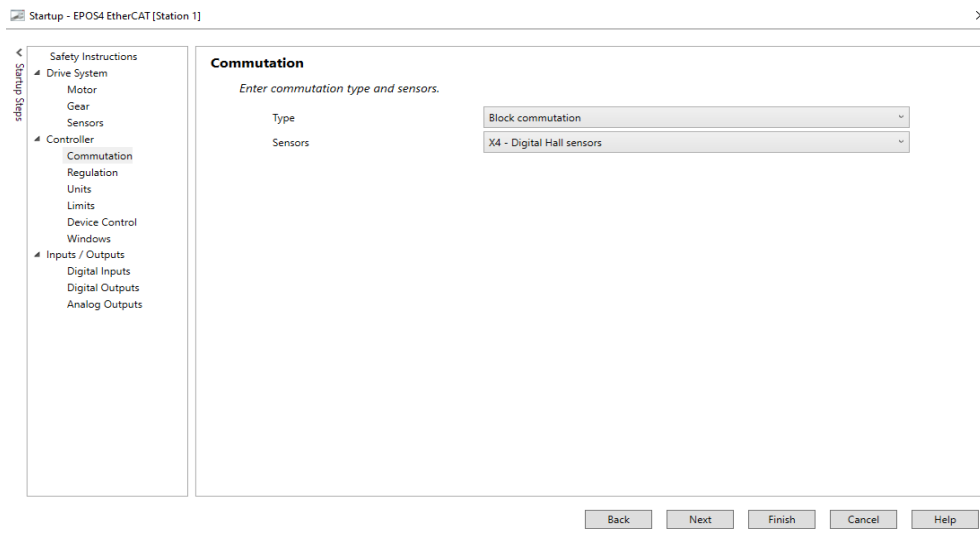 Startup - EPOS4 EtherCAT [Station 1]
Startup Steps
Safety Instructions
Drive System
Motor
Gear
Sensors
Controller
Commutation
Regulation
Units
Limits
Device Control
Windows
Inputs / Outputs
Digital Inputs
Digital Outputs
Analog Outputs
Commutation
Enter commutation type and sensors.
Type Block commutation
Sensors X4 - Digital Hall sensors
Back Next Finish Cancel Help